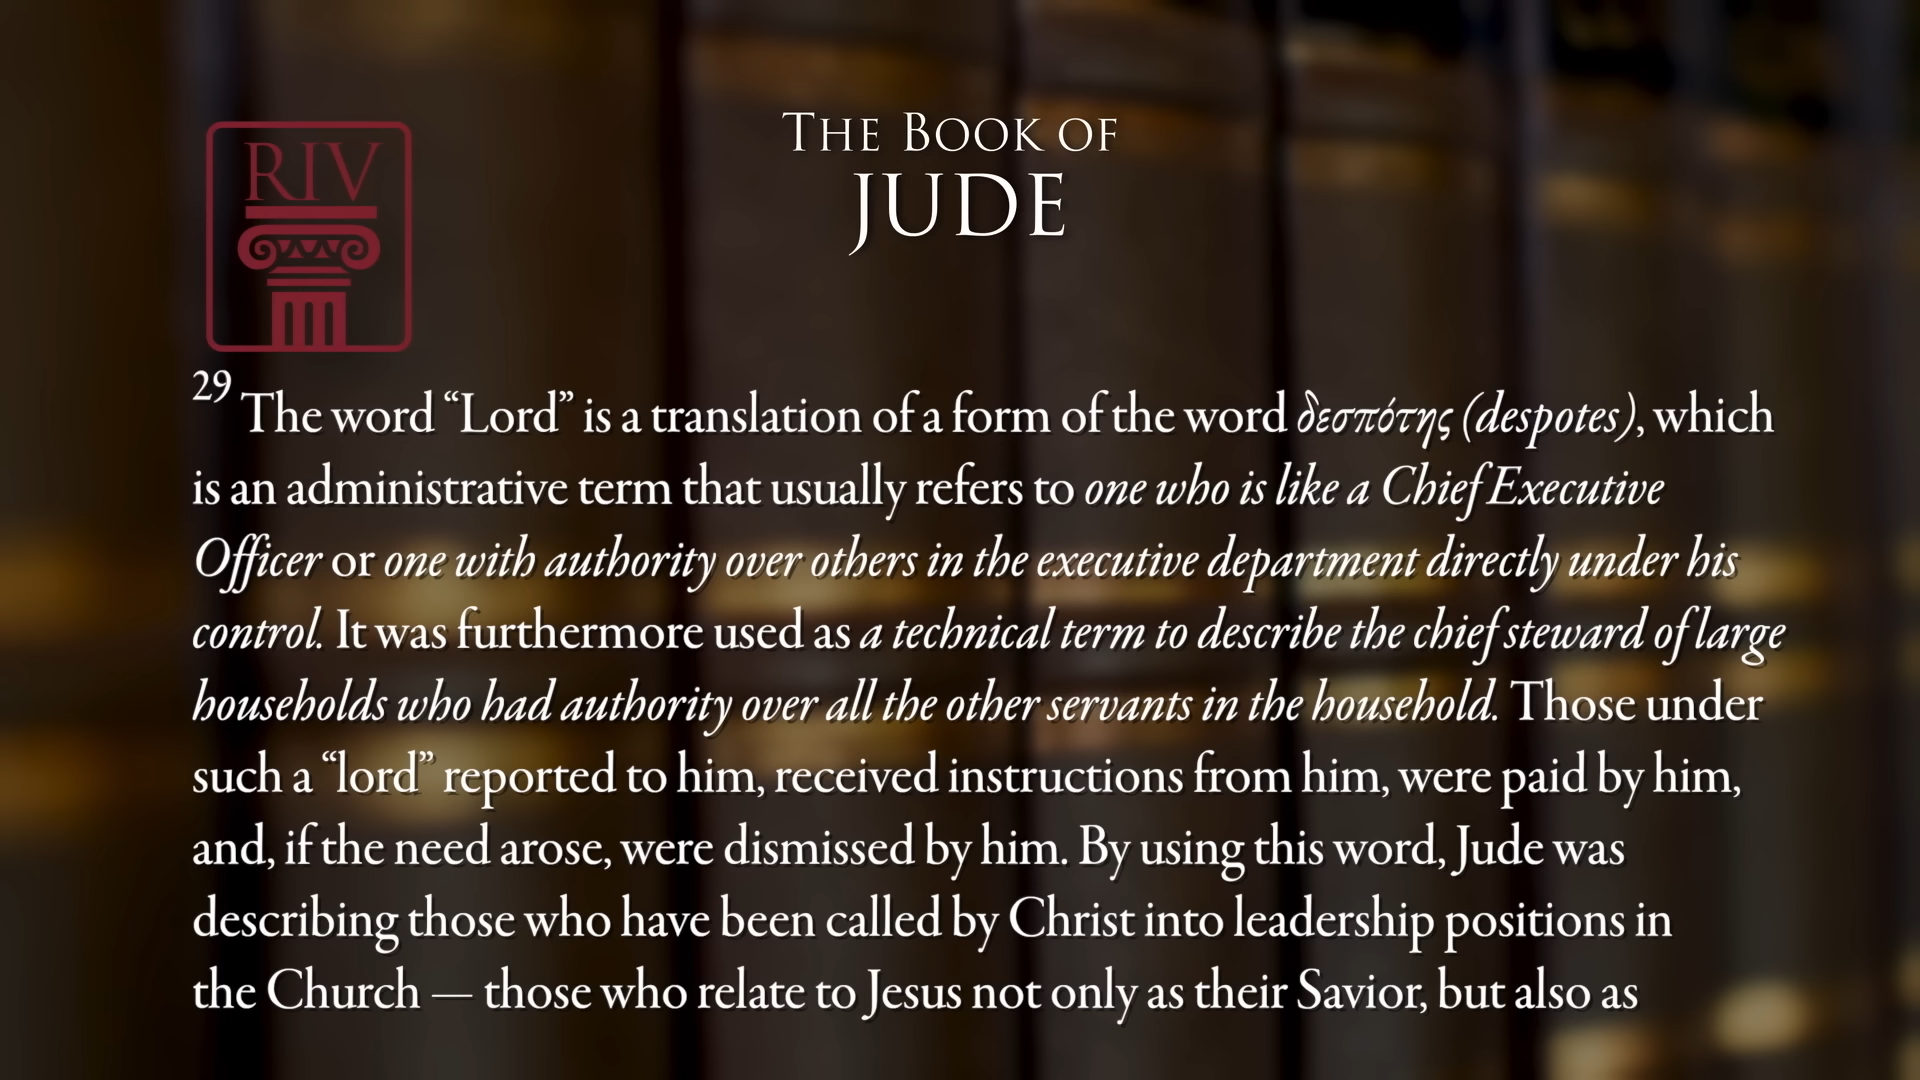 RIV
THE BOOK OF
JUDE
29 The word “Lord” is a translation of a form of the word δεσπότης (despotes), which
is an administrative term that usually refers to one who is like a Chief Executive
Officer or one with authority over others in the executive department directly under his
control. It was furthermore used as a technical term to describe the chief steward of large
households who had authority over all the other servants in the household. Those under
such a “lord” reported to him, received instructions from him, were paid by him,
and, if the need arose, were dismissed by him. By using this word, Jude was
describing those who have been called by Christ into leadership positions in
the Church — those who relate to Jesus not only as their Savior, but also as